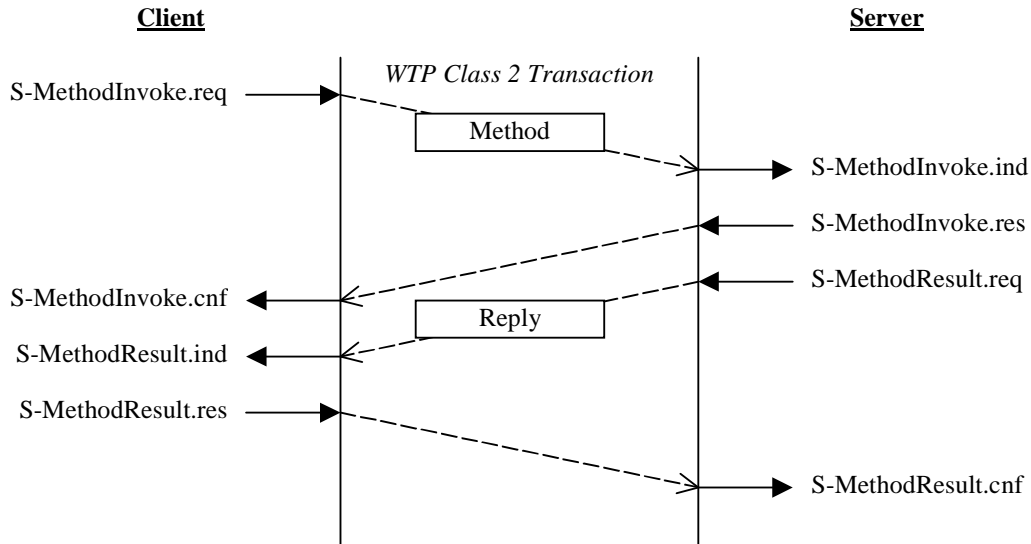 Client
Server
WTP Class 2 Transaction
S-MethodInvoke.req
Method
S-MethodInvoke.ind
S-MethodInvoke.res
S-MethodResult.req
S-MethodInvoke.cnf
Reply
S-MethodResult.ind
S-MethodResult.res
S-MethodResult.cnf